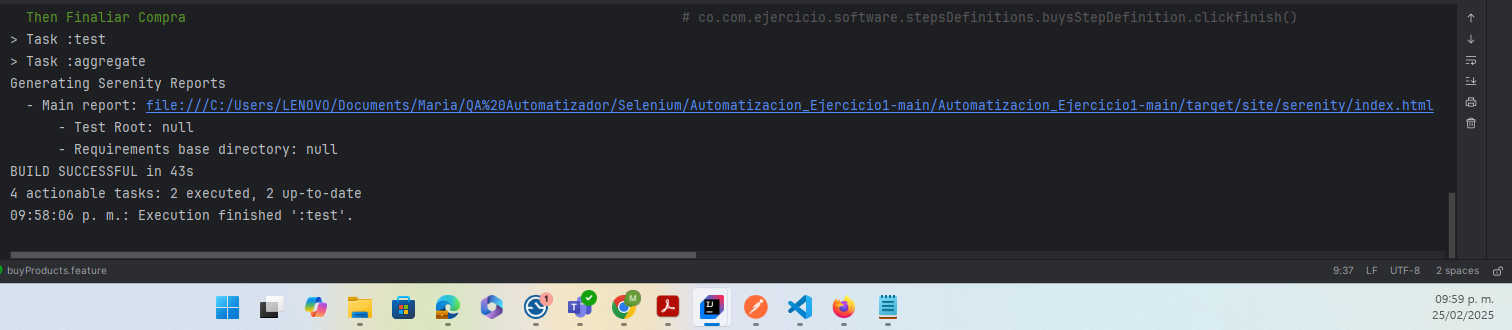 Then Finaliar Compra # co.com.ejercicio.software.stepsDefinitions.buysStepDefinition.clickfinish()
> Task :test
> Task :aggregate
Generating Serenity Reports
- Main report: file:///C:/Users/LENOVO/Documents/Maria/QA%20Automatizador/Selenium/Automatizacion_Ejercicio1-main/Automatizacion_Ejercicio1-main/target/site/serenity/index.html
- Test Root: null
- Requirements base directory: null
BUILD SUCCESSFUL in 43s
4 actionable tasks: 2 executed, 2 up-to-date
09:58:06 p. m.: Execution finished ':test'.
buyProducts.feature 9:37 LF UTF-8 2 spaces
1 T M IJ
09:59 p. m.
25/02/2025